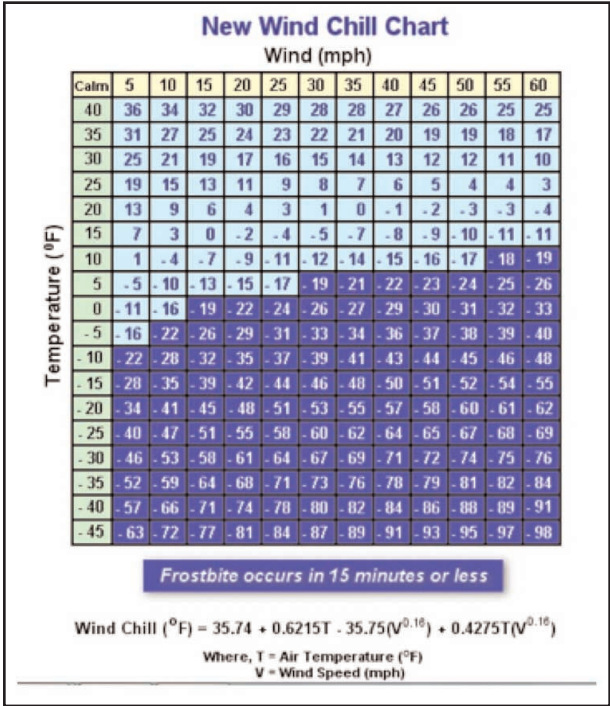 New Wind Chill Chart
Wind (mph)
Temperature (⁰F)
Calm 5 10 15 20 25 30 35 40 45 50 55 60
40 36 34 32 30 29 28 28 27 26 26 25 25
35 31 27 25 24 23 22 21 20 19 19 18 17
30 25 21 19 17 16 15 14 13 12 12 11 10
25 19 15 13 11 9 8 7 6 5 4 4 3
20 13 9 6 4 3 1 0 -1 -2 -3 -3 -4
15 7 3 0 -2 -4 -5 -7 -8 -9 -10 -11 -11
10 1 -4 -7 -9 -11 -12 -14 -15 -16 -17 -18 -19
5 -5 -10 -13 -15 -17 -19 -21 -22 -23 -24 -25 -26
0 -11 -16 -19 -22 -24 -26 -27 -29 -30 -31 -32 -33
-5 -16 -22 -26 -29 -31 -33 -34 -36 -37 -38 -39 -40
-10 -22 -28 -32 -35 -37 -39 -41 -43 -44 -45 -46 -48
-15 -28 -35 -39 -42 -44 -46 -48 -50 -51 -52 -54 -55
-20 -34 -41 -45 -48 -51 -53 -55 -57 -58 -60 -61 -62
-25 -40 -47 -51 -55 -58 -60 -62 -64 -65 -67 -68 -69
-30 -46 -53 -58 -61 -64 -67 -69 -71 -72 -74 -75 -76
-35 -52 -59 -64 -68 -71 -73 -76 -78 -79 -81 -82 -84
-40 -57 -66 -71 -74 -78 -80 -82 -84 -86 -88 -89 -91
-45 -63 -72 -77 -81 -84 -87 -89 -91 -93 -95 -97 -98
Frostbite occurs in 15 minutes or less
Wind Chill (⁰F) = 35.74 + 0.6215T - 35.75(V⁰·¹⁶) + 0.4275T(V⁰·¹⁶)
Where, T = Air Temperature (⁰F)
V = Wind Speed (mph)